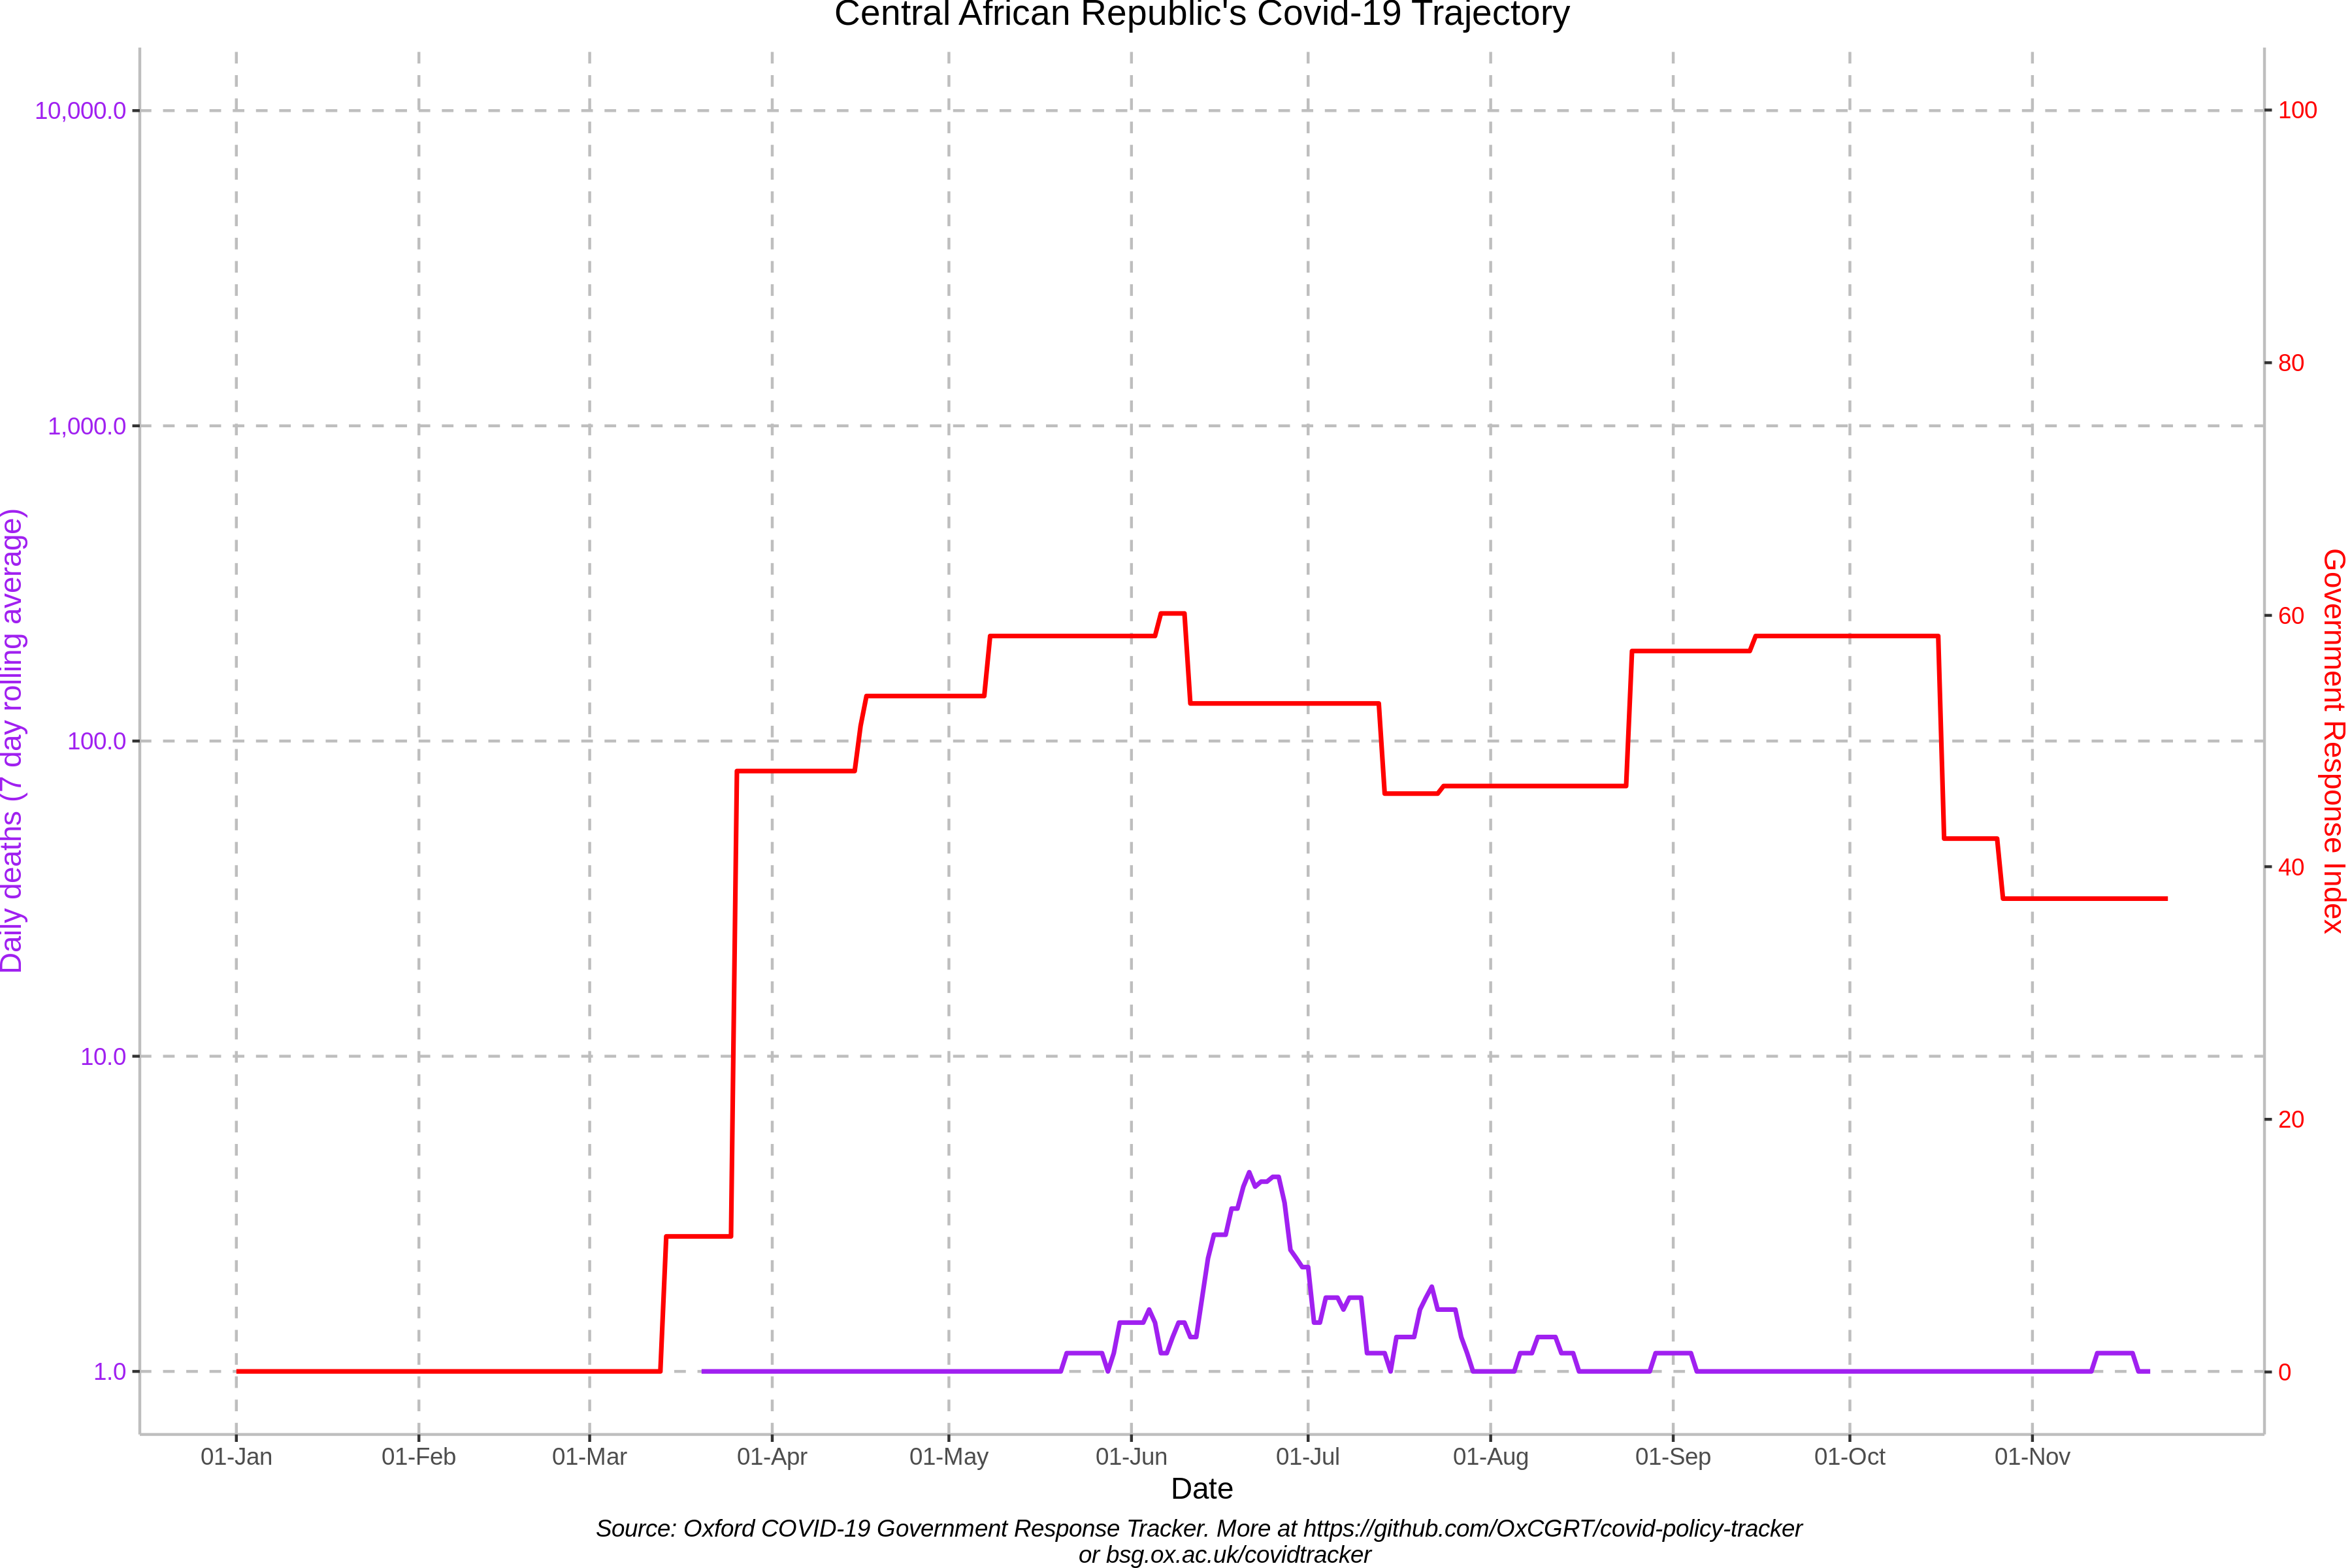 Central African Republic's Covid-19 Trajectory
10,000.0
1,000.0
100.0
10.0
1.0
Daily deaths (7 day rolling average)
100
80
60
40
20
0
Government Response Index
01-Jan 01-Feb 01-Mar 01-Apr 01-May 01-Jun 01-Jul 01-Aug 01-Sep 01-Oct 01-Nov
Date
Source: Oxford COVID-19 Government Response Tracker. More at https://github.com/OxCGRT/covid-policy-tracker
or bsg.ox.ac.uk/covidtracker